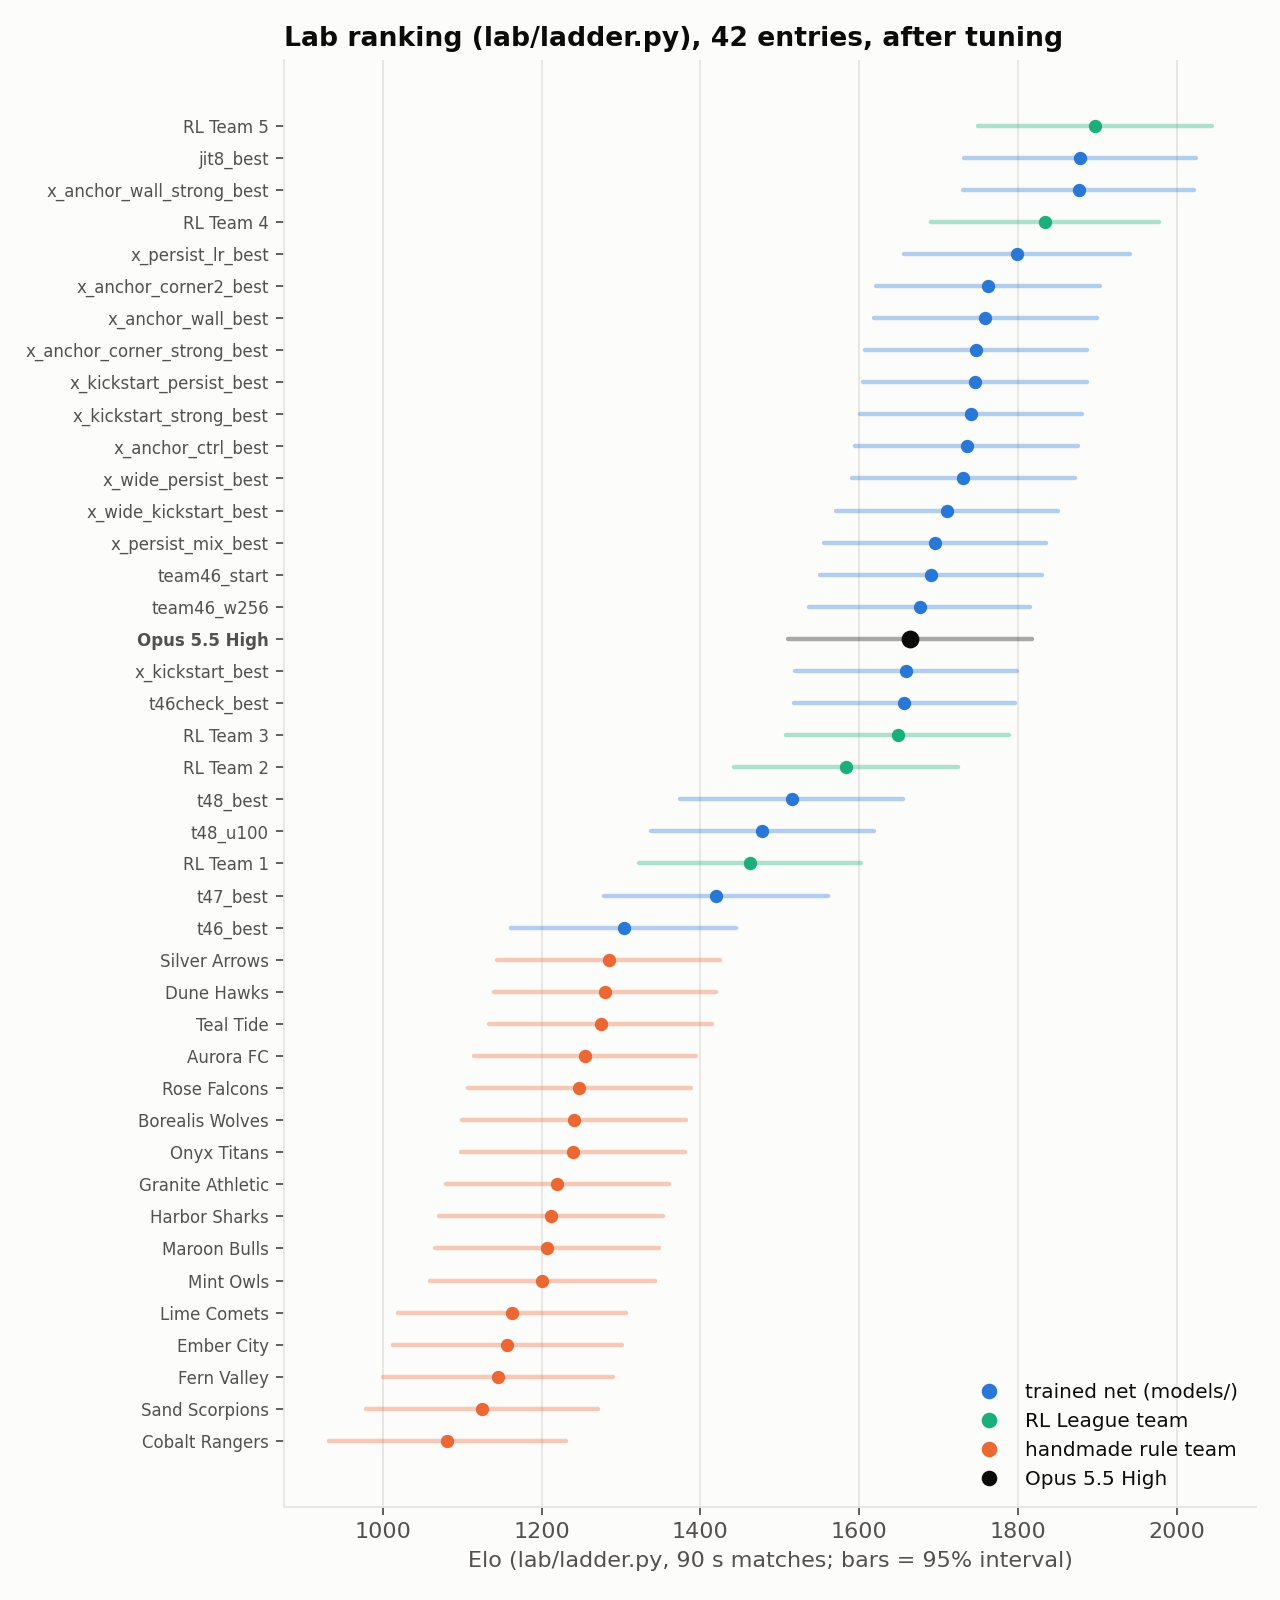 Lab ranking (lab/ladder.py), 42 entries, after tuning
RL Team 5
jit8_best
x_anchor_wall_strong_best
RL Team 4
x_persist_lr_best
x_anchor_corner2_best
x_anchor_wall_best
x_anchor_corner_strong_best
x_kickstart_persist_best
x_kickstart_strong_best
x_anchor_ctrl_best
x_wide_persist_best
x_wide_kickstart_best
x_persist_mix_best
team46_start
team46_w256
Opus 5.5 High
x_kickstart_best
t46check_best
RL Team 3
RL Team 2
t48_best
t48_u100
RL Team 1
t47_best
t46_best
Silver Arrows
Dune Hawks
Teal Tide
Aurora FC
Rose Falcons
Borealis Wolves
Onyx Titans
Granite Athletic
Harbor Sharks
Maroon Bulls
Mint Owls
Lime Comets
Ember City
Fern Valley
Sand Scorpions
Cobalt Rangers
trained net (models/)
RL League team
handmade rule team
Opus 5.5 High
1000 1200 1400 1600 1800 2000
Elo (lab/ladder.py, 90 s matches; bars = 95% interval)